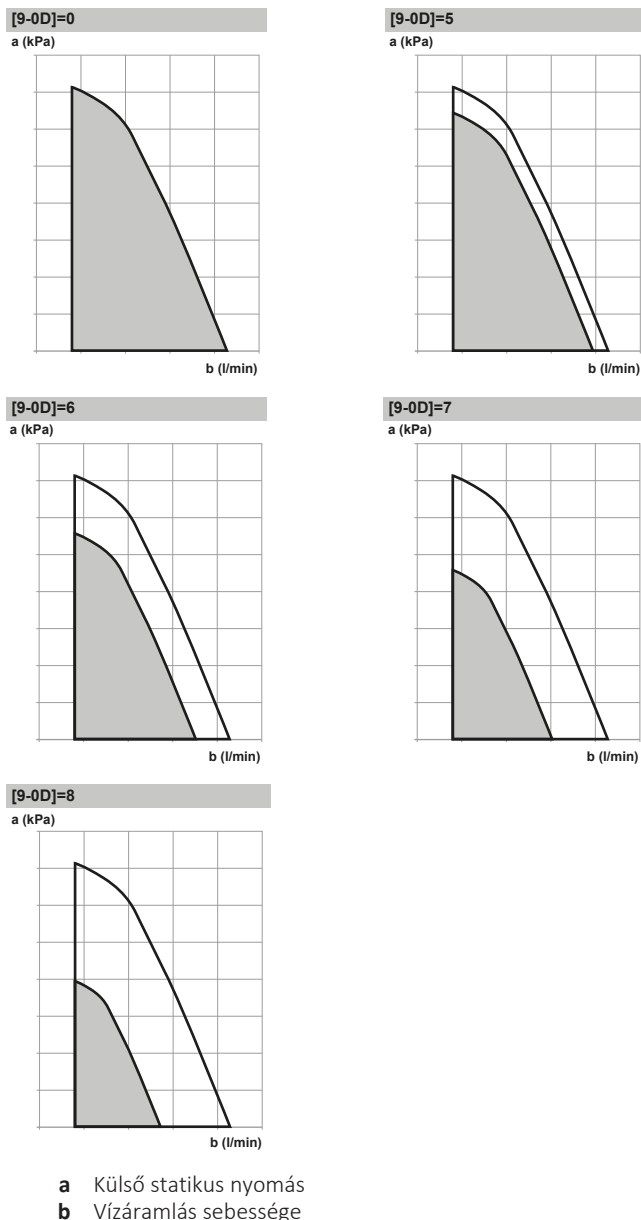 [9-0D]=0
a (kPa)
b (l/min)
[9-0D]=5
a (kPa)
b (l/min)
[9-0D]=6
a (kPa)
b (l/min)
[9-0D]=7
a (kPa)
b (l/min)
[9-0D]=8
a (kPa)
b (l/min)
a Külső statikus nyomás
b Vízáramlás sebessége